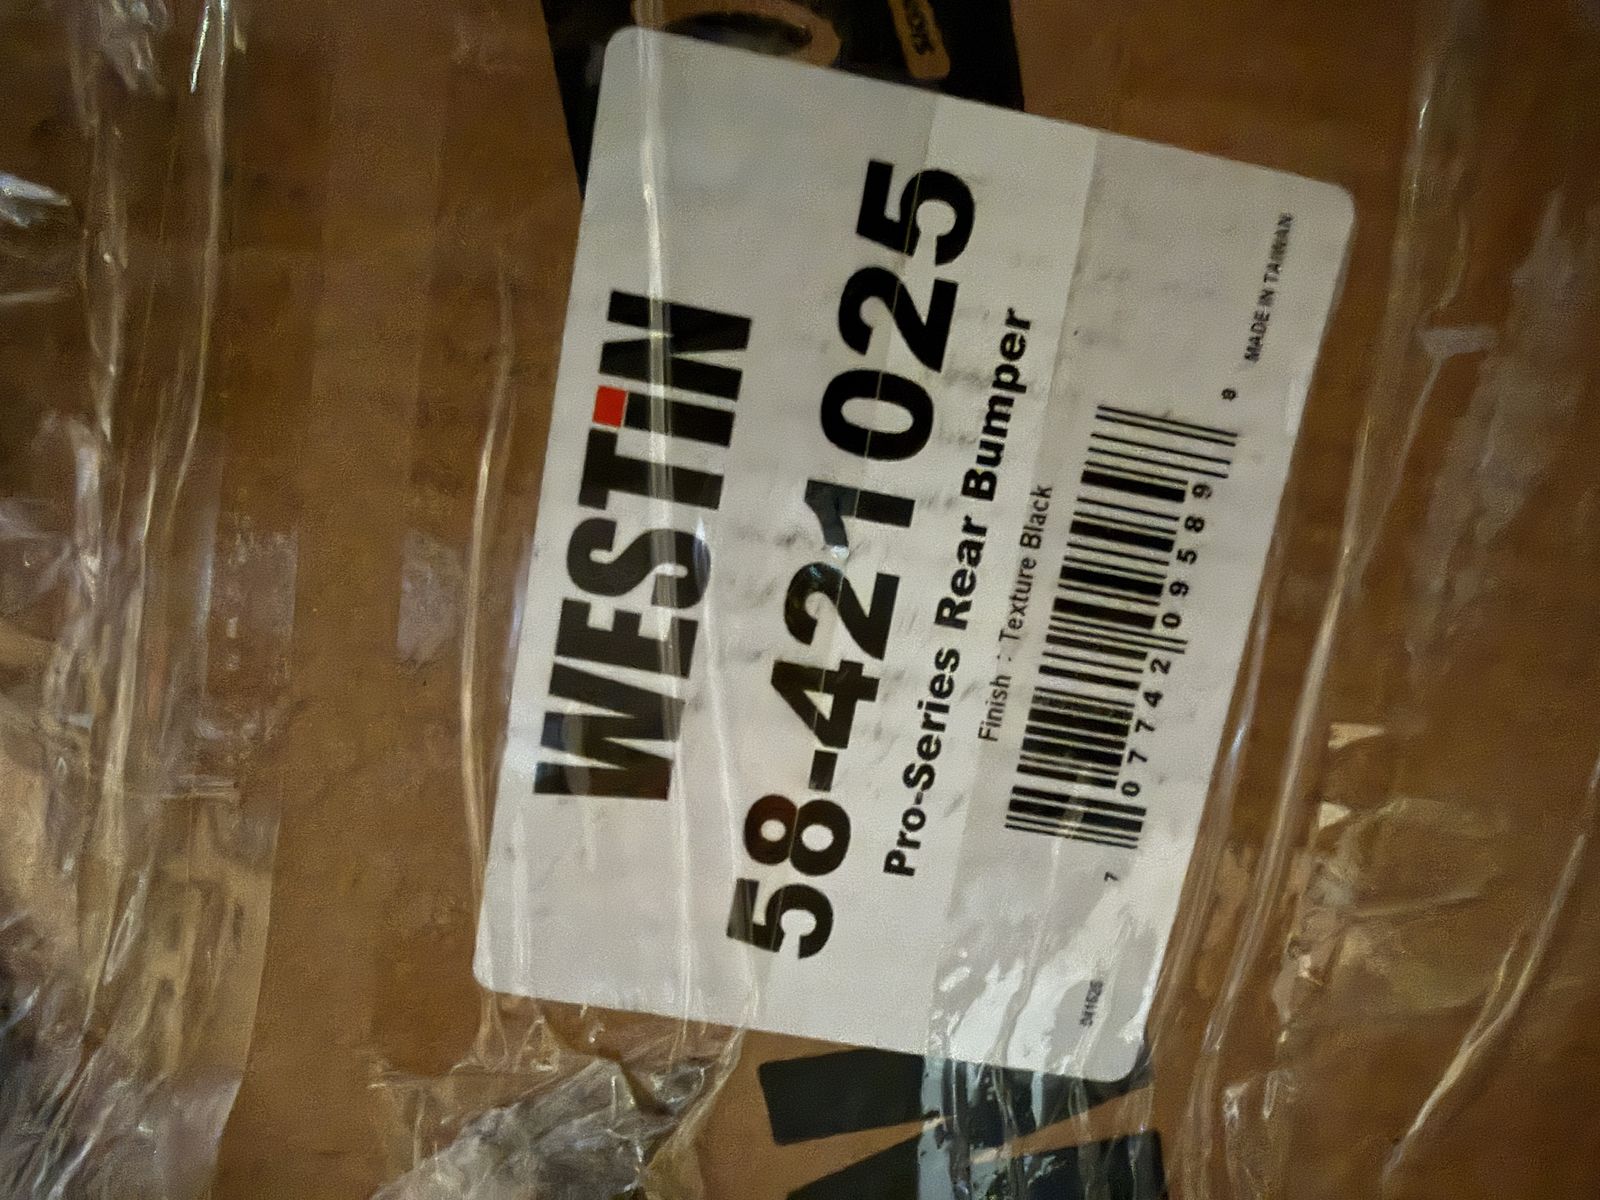 WESTiN
58-421025
Pro-Series Rear Bumper
Finish : Texture Black
7 07742 09589 8
MADE IN TAIWAN